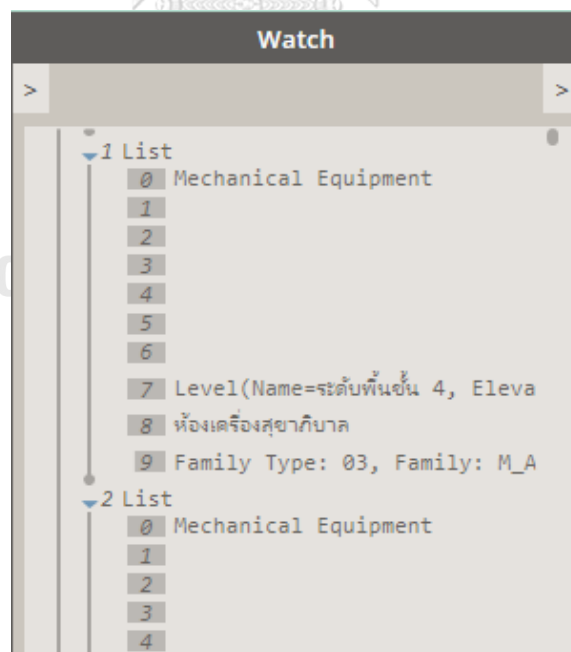 Watch
> >
1 List
0 Mechanical Equipment
1
2
3
4
5
6
7 Level(Name=ระดับพื้นชั้น 4, Eleva
8 ห้องเครื่องสุขาภิบาล
9 Family Type: 03, Family: M_A
2 List
0 Mechanical Equipment
1
2
3
4